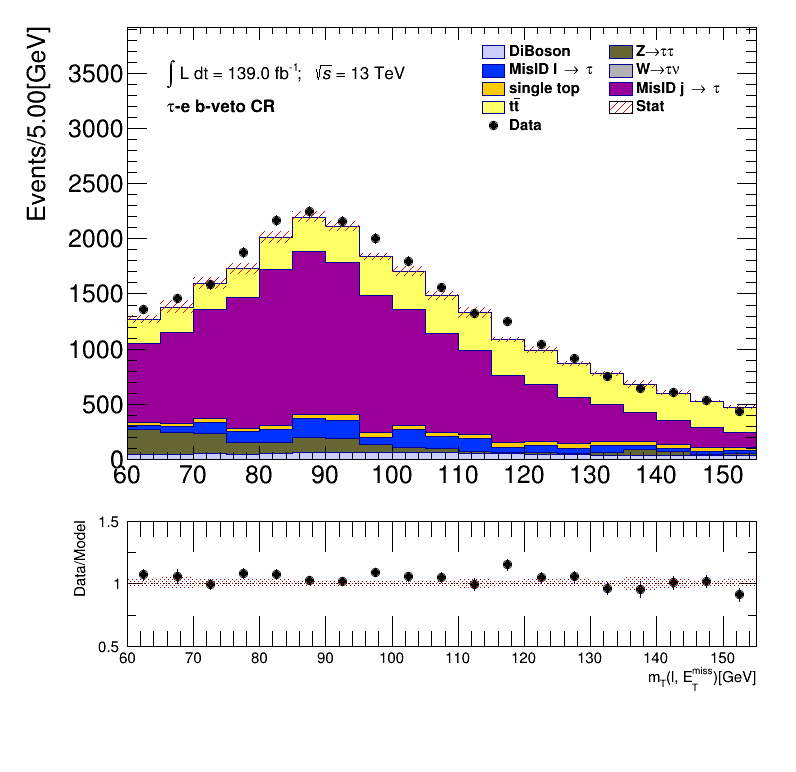 Events/5.00[GeV]
3500
3000
2500
2000
1500
1000
500
0
∫ L dt = 139.0 fb⁻¹; √s = 13 TeV
τ-e b-veto CR
DiBoson Z→ττ
MisID l → τ W→τν
single top MisID j → τ
tt̄ Stat
Data
60 70 80 90 100 110 120 130 140 150
Data/Model
1.5
1
0.5
60 70 80 90 100 110 120 130 140 150
m_T(l, E_T^miss)[GeV]